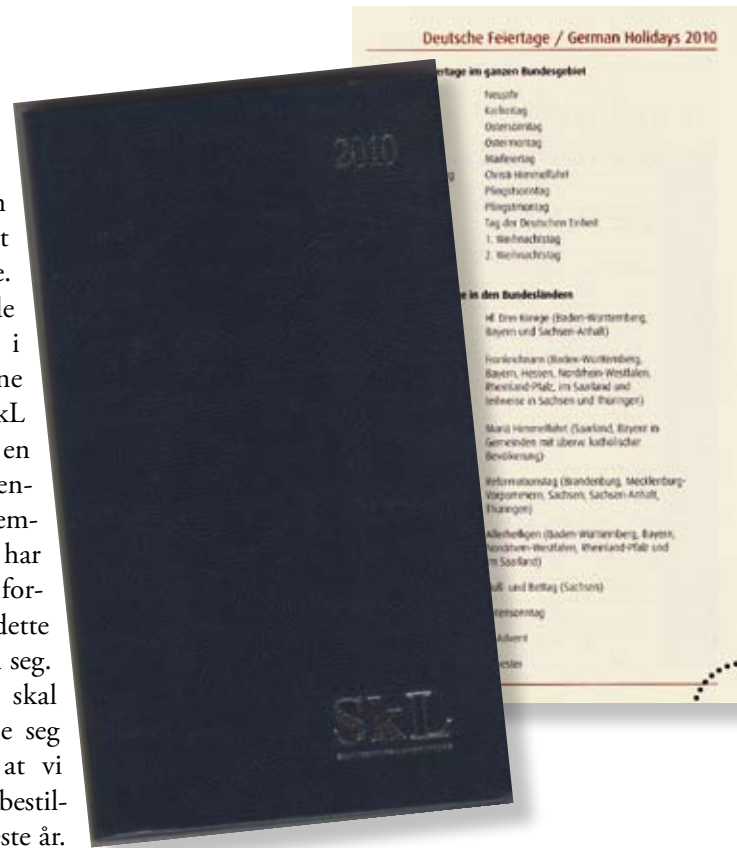 n
t
e.
le
i
ne
kL
en
en-
em-
har
for-
dette
seg.
skal
e seg
at vi
bestil-
este år.
2010
SkL
Deutsche Feiertage / German Holidays 2010
ertage im ganzen Bundesgebiet
Neujahr
Karfreitag
Ostersonntag
Ostermontag
Maifeiertag
g Christi Himmelfahrt
Pfingstsonntag
Pfingstmontag
Tag der Deutschen Einheit
1. Weihnachtstag
2. Weihnachtstag
e in den Bundesländern
Hl. Drei Könige (Baden-Württemberg,
Bayern und Sachsen-Anhalt)
Fronleichnam (Baden-Württemberg,
Bayern, Hessen, Nordrhein-Westfalen,
Rheinland-Pfalz, im Saarland und
teilweise in Sachsen und Thüringen)
Mariä Himmelfahrt (Saarland, Bayern in
Gemeinden mit überw. katholischer
Bevölkerung)
Reformationstag (Brandenburg, Mecklenburg-
Vorpommern, Sachsen, Sachsen-Anhalt,
Thüringen)
Allerheiligen (Baden-Württemberg, Bayern,
Nordrhein-Westfalen, Rheinland-Pfalz und
im Saarland)
Buß- und Bettag (Sachsen)
tensonntag
Advent
ester